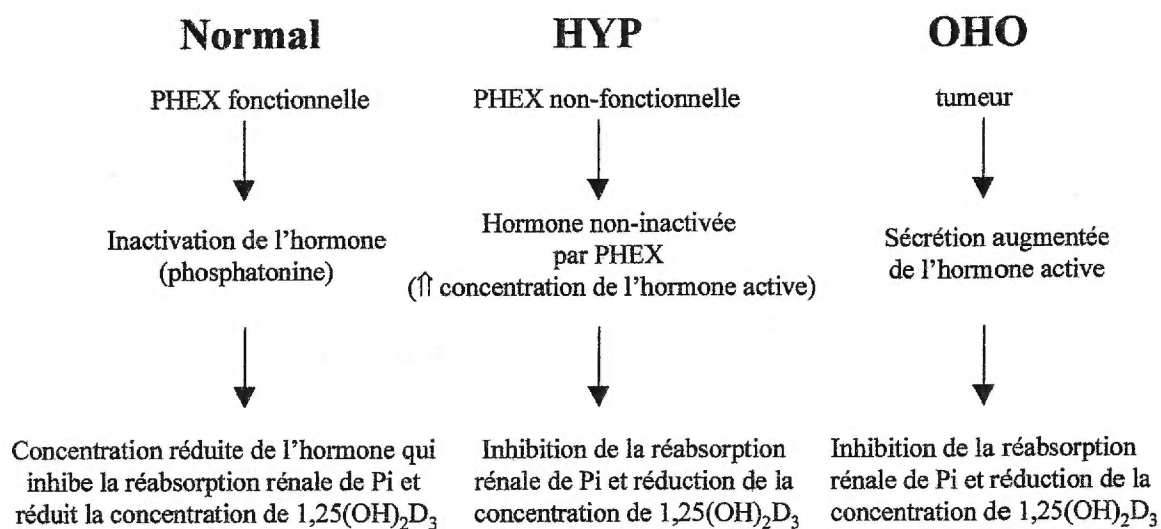 Normal
PHEX fonctionnelle
Inactivation de l'hormone
(phosphatonine)
Concentration réduite de l'hormone qui
inhibe la réabsorption rénale de Pi et
réduit la concentration de 1,25(OH)₂D₃
HYP
PHEX non-fonctionnelle
Hormone non-inactivée
par PHEX
(⇑ concentration de l'hormone active)
Inhibition de la réabsorption
rénale de Pi et réduction de la
concentration de 1,25(OH)₂D₃
OHO
tumeur
Sécrétion augmentée
de l'hormone active
Inhibition de la réabsorption
rénale de Pi et réduction de la
concentration de 1,25(OH)₂D₃